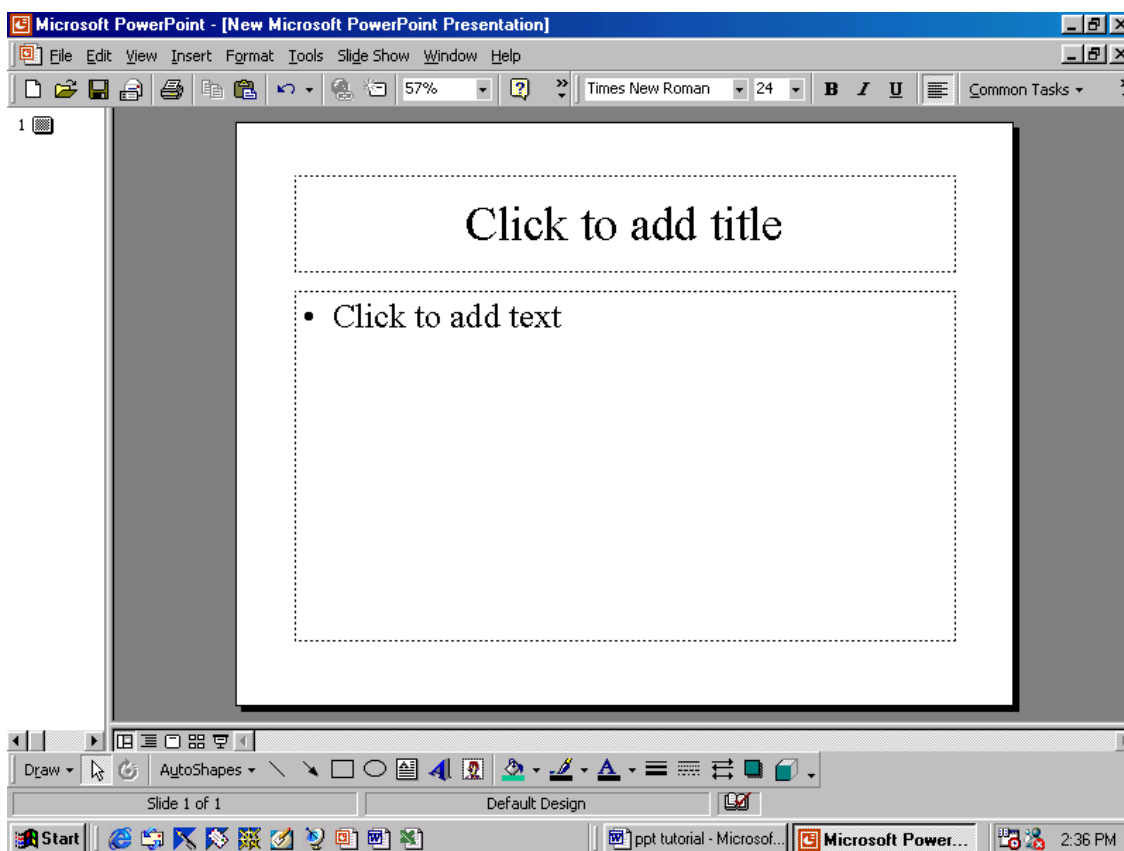 Microsoft PowerPoint - [New Microsoft PowerPoint Presentation]
File Edit View Insert Format Tools Slide Show Window Help
57% Times New Roman 24 B I U Common Tasks
1
Click to add title
• Click to add text
Draw AutoShapes
Slide 1 of 1 Default Design
Start ppt tutorial - Microsof... Microsoft Power... 2:36 PM